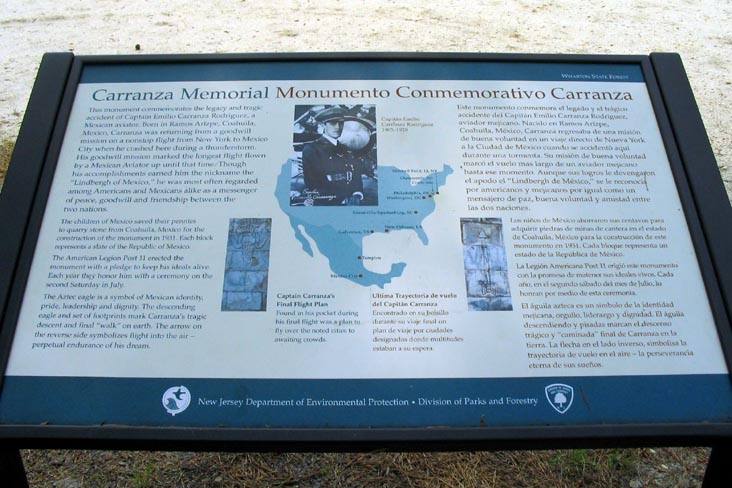 WHARTON STATE FOREST
Carranza Memorial Monumento Conmemorativo Carranza
This monument commemorates the legacy and tragic
accident of Captain Emilio Carranza Rodriguez, a
Mexican aviator. Born in Ramos Arizpe, Coahuila,
Mexico, Carranza was returning from a goodwill
mission on a nonstop flight from New York to Mexico
City when he crashed here during a thunderstorm.
His goodwill mission marked the longest flight flown
by a Mexican Aviator up until that time. Though
his accomplishments earned him the nickname the
"Lindbergh of Mexico," he was most often regarded
among Americans and Mexicans alike as a messenger
of peace, goodwill and friendship between the
two nations.
The children of Mexico saved their pennies
to quarry stone from Coahuila, Mexico for the
construction of the monument in 1931. Each block
represents a state of the Republic of Mexico.
The American Legion Post 11 erected the
monument with a pledge to keep his ideals alive.
Each year they honor him with a ceremony on the
second Saturday in July.
The Aztec eagle is a symbol of Mexican identity,
pride, leadership and dignity. The descending
eagle and set of footprints mark Carranza's tragic
descent and final "walk" on earth. The arrow on
the reverse side symbolizes flight into the air –
perpetual endurance of his dream.
Capitán Emilio
Carranza Rodríguez
1905-1928
Philadelphia, PA
Washington, DC
Spartanburg, SC
New Orleans, LA
Galveston, TX
Tampico
Mexico City
Captain Carranza's
Final Flight Plan
Found in his pocket during
his final flight was a plan to
fly over the noted cities to
awaiting crowds.
Ultima Trayectoria de vuelo
del Capitán Carranza
Encontrado en su bolsillo
durante su viaje final un
plan de viaje por ciudades
designadas donde multitudes
estaban a su espera.
Este monumento conmemora el legado y el trágico
accidente del Capitán Emilio Carranza Rodríguez,
aviador mejicano. Nacido en Ramos Arizpe,
Coahuila, México, Carranza regresaba de una misión
de buena voluntad en un viaje directo de Nueva York
a la Ciudad de México cuando se accidentó aquí
durante una tormenta. Su misión de buena voluntad
marcó el vuelo mas largo de un aviador mejicano
hasta ese momento. Aunque sus logros le devengaron
el apodo el "Lindbergh de México," se le reconocía
por americanos y mejicanos por igual como un
mensajero de paz, buena voluntad y amistad entre
las dos naciones.
Los niños de México ahorraron sus centavos para
adquirir piedras de minas de cantera en el estado
de Coahuila, México para la construcción de este
monumento en 1931. Cada bloque representa un
estado de la República de México.
La Legión Americana Post 11 erigió este monumento
con la promesa de mantener sus ideales vivos. Cada
año, en el segundo sábado del mes de Julio, lo
honran por medio de esta ceremonia.
El águila azteca es un símbolo de la identidad
mejicana, orgullo, liderazgo y dignidad. El águila
descendiendo y pisadas marcan el descenso
trágico y "caminada" final de Carranza en la
tierra. La flecha en el lado inverso, simbolisa la
trayectoria de vuelo en el aire – la perseverancia
eterna de sus sueños.
New Jersey Department of Environmental Protection • Division of Parks and Forestry